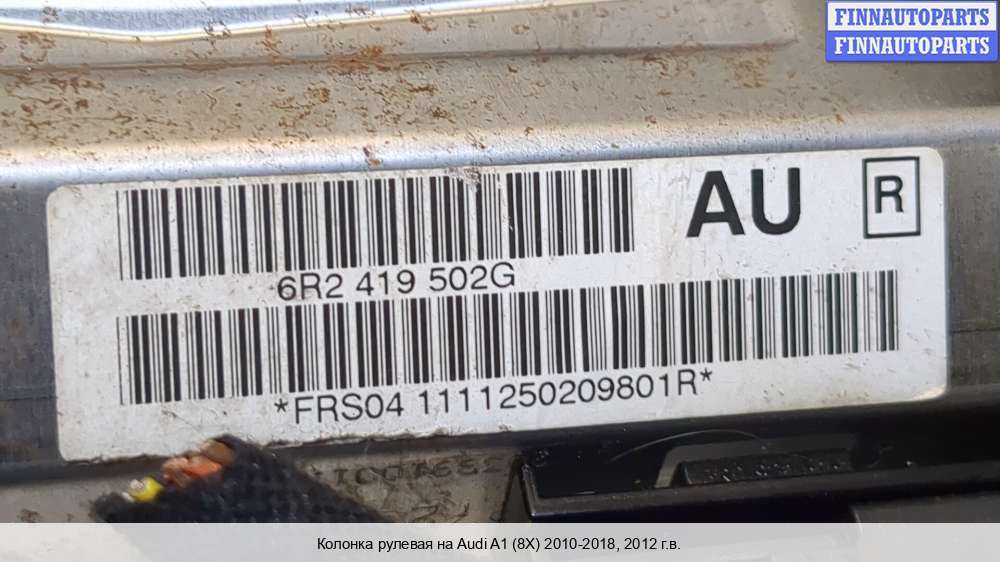 FINNAUTOPARTS
FINNAUTOPARTS
AU
R
6R2 419 502G
*FRS04 1111250209801R*
Колонка рулевая на Audi A1 (8X) 2010-2018, 2012 г.в.